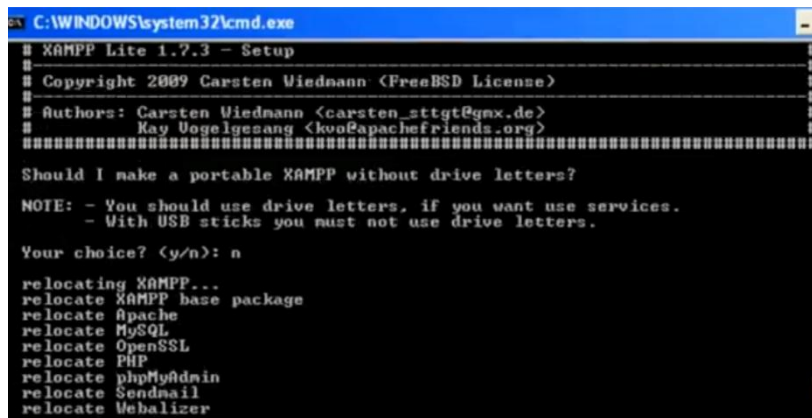 C:\WINDOWS\system32\cmd.exe
# XAMPP Lite 1.7.3 - Setup
#----------------------------------------------------------------------
# Copyright 2009 Carsten Wiedmann (FreeBSD License)
#----------------------------------------------------------------------
# Authors: Carsten Wiedmann <carsten_sttgt@gmx.de>
#          Kay Vogelgesang <kvo@apachefriends.org>
########################################################################
Should I make a portable XAMPP without drive letters?
NOTE: - You should use drive letters, if you want use services.
      - With USB sticks you must not use drive letters.
Your choice? (y/n): n
relocating XAMPP...
relocate XAMPP base package
relocate Apache
relocate MySQL
relocate OpenSSL
relocate PHP
relocate phpMyAdmin
relocate Sendmail
relocate Webalizer